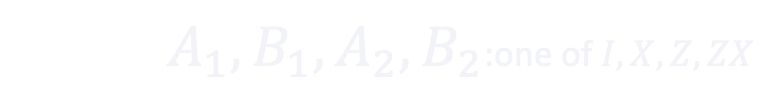 A₁, B₁, A₂, B₂:one of I, X, Z, ZX